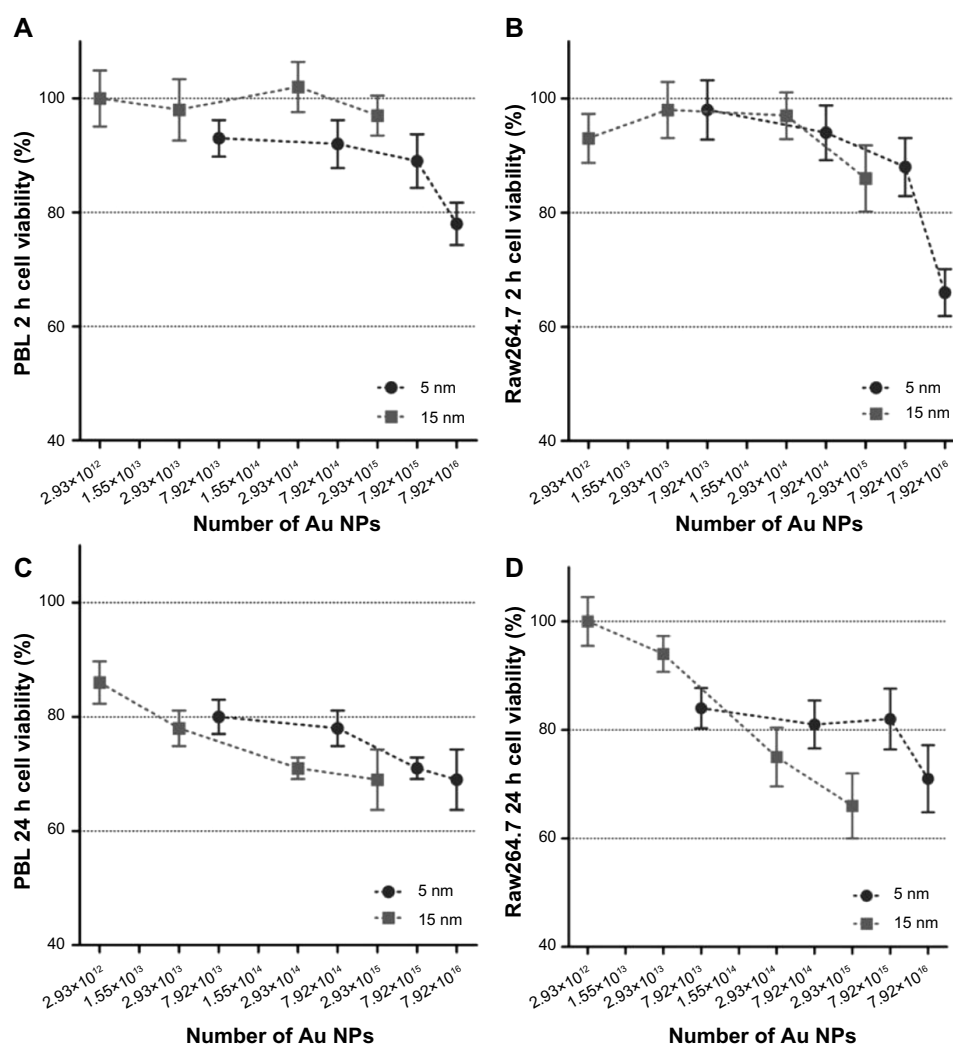 A
PBL 2 h cell viability (%)
100
80
60
40
5 nm
15 nm
2.93×10¹²
1.55×10¹³
2.93×10¹³
7.92×10¹³
1.55×10¹⁴
2.93×10¹⁴
7.92×10¹⁴
2.93×10¹⁵
7.92×10¹⁵
7.92×10¹⁶
Number of Au NPs
B
Raw264.7 2 h cell viability (%)
100
80
60
40
5 nm
15 nm
2.93×10¹²
1.55×10¹³
2.93×10¹³
7.92×10¹³
1.55×10¹⁴
2.93×10¹⁴
7.92×10¹⁴
2.93×10¹⁵
7.92×10¹⁵
7.92×10¹⁶
Number of Au NPs
C
PBL 24 h cell viability (%)
100
80
60
40
5 nm
15 nm
2.93×10¹²
1.55×10¹³
2.93×10¹³
7.92×10¹³
1.55×10¹⁴
2.93×10¹⁴
7.92×10¹⁴
2.93×10¹⁵
7.92×10¹⁵
7.92×10¹⁶
Number of Au NPs
D
Raw264.7 24 h cell viability (%)
100
80
60
40
5 nm
15 nm
2.93×10¹²
1.55×10¹³
2.93×10¹³
7.92×10¹³
1.55×10¹⁴
2.93×10¹⁴
7.92×10¹⁴
2.93×10¹⁵
7.92×10¹⁵
7.92×10¹⁶
Number of Au NPs